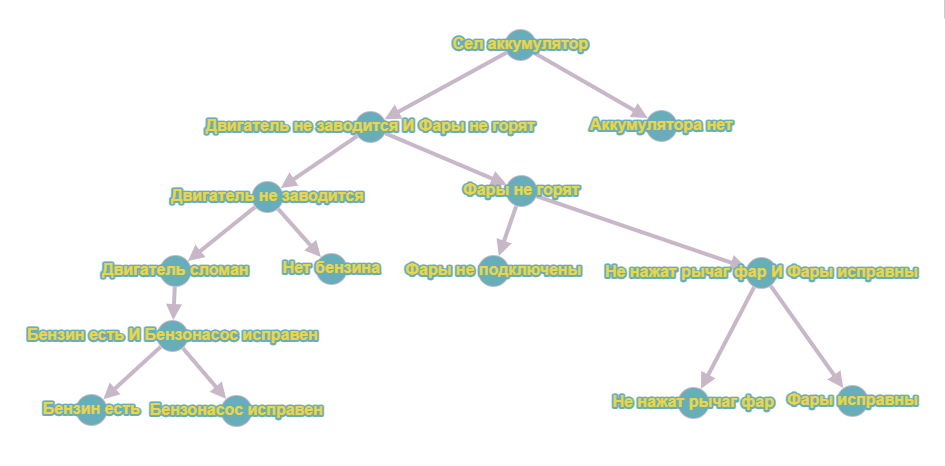 Сел аккумулятор
Двигатель не заводится И Фары не горят
Аккумулятора нет
Двигатель не заводится
Фары не горят
Двигатель сломан
Нет бензина
Фары не подключены
Не нажат рычаг фар И Фары исправны
Бензин есть И Бензонасос исправен
Бензин есть
Бензонасос исправен
Не нажат рычаг фар
Фары исправны